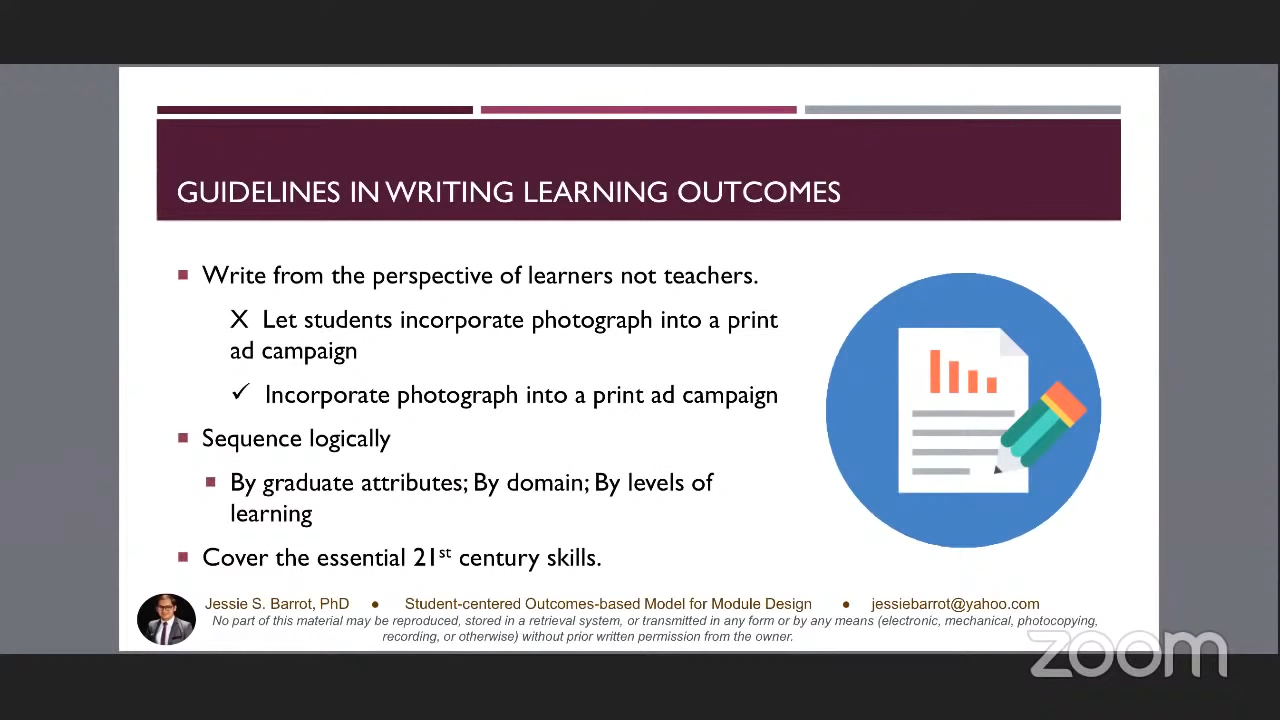 GUIDELINES IN WRITING LEARNING OUTCOMES
Write from the perspective of learners not teachers.
X Let students incorporate photograph into a print
ad campaign
✓ Incorporate photograph into a print ad campaign
Sequence logically
By graduate attributes; By domain; By levels of
learning
Cover the essential 21st century skills.
Jessie S. Barrot, PhD ● Student-centered Outcomes-based Model for Module Design ● jessiebarrot@yahoo.com
No part of this material may be reproduced, stored in a retrieval system, or transmitted in any form or by any means (electronic, mechanical, photocopying,
recording, or otherwise) without prior written permission from the owner.
zoom